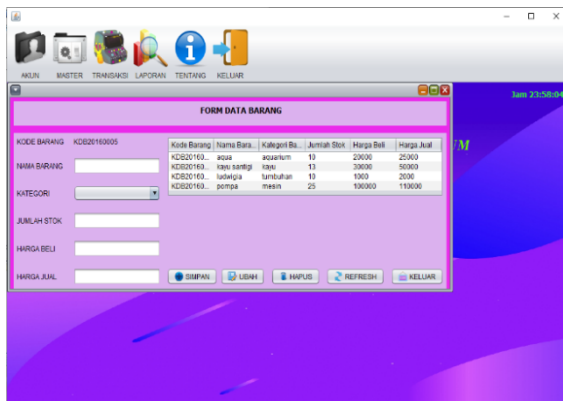 AKUN MASTER TRANSAKSI LAPORAN TENTANG KELUAR
Jam 23:58:04
UM
FORM DATA BARANG
KODE BARANG KDB20160005
NAMA BARANG
KATEGORI
JUMLAH STOK
HARGA BELI
HARGA JUAL
Kode Barang Nama Bara... Kategori Ba... Jumlah Stok Harga Beli Harga Jual
KDB20160... aqua aquarium 10 20000 25000
KDB20160... kayu santigi kayu 13 30000 50000
KDB20160... ludwigia tumbuhan 10 1000 2000
KDB20160... pompa mesin 25 100000 110000
SIMPAN UBAH HAPUS REFRESH KELUAR